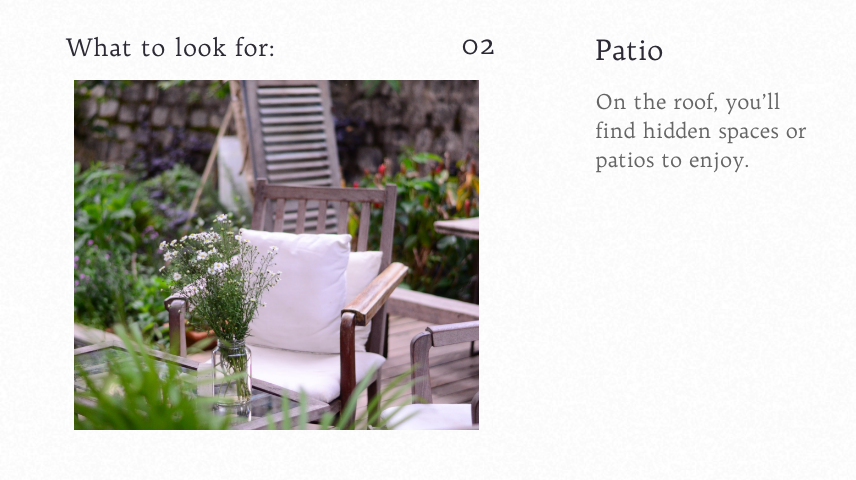 What to look for:
02
Patio
On the roof, you’ll
find hidden spaces or
patios to enjoy.